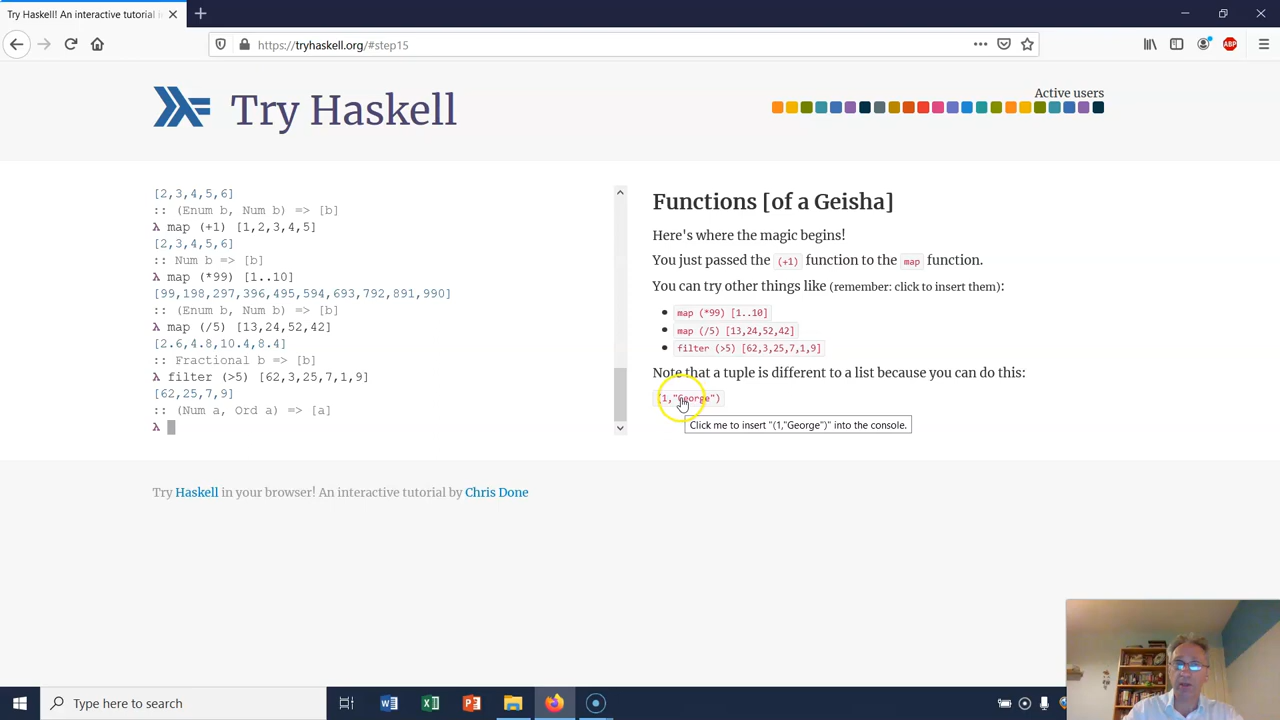 Try Haskell! An interactive tutorial i
https://tryhaskell.org/#step15
ABP
Try Haskell
Active users
[2,3,4,5,6]
:: (Enum b, Num b) => [b]
λ map (+1) [1,2,3,4,5]
[2,3,4,5,6]
:: Num b => [b]
λ map (*99) [1..10]
[99,198,297,396,495,594,693,792,891,990]
:: (Enum b, Num b) => [b]
λ map (/5) [13,24,52,42]
[2.6,4.8,10.4,8.4]
:: Fractional b => [b]
λ filter (>5) [62,3,25,7,1,9]
[62,25,7,9]
:: (Num a, Ord a) => [a]
λ
Functions [of a Geisha]
Here's where the magic begins!
You just passed the (+1) function to the map function.
You can try other things like (remember: click to insert them):
map (*99) [1..10]
map (/5) [13,24,52,42]
filter (>5) [62,3,25,7,1,9]
Note that a tuple is different to a list because you can do this:
(1,"George")
Click me to insert "(1,"George")" into the console.
Try Haskell in your browser! An interactive tutorial by Chris Done
Type here to search